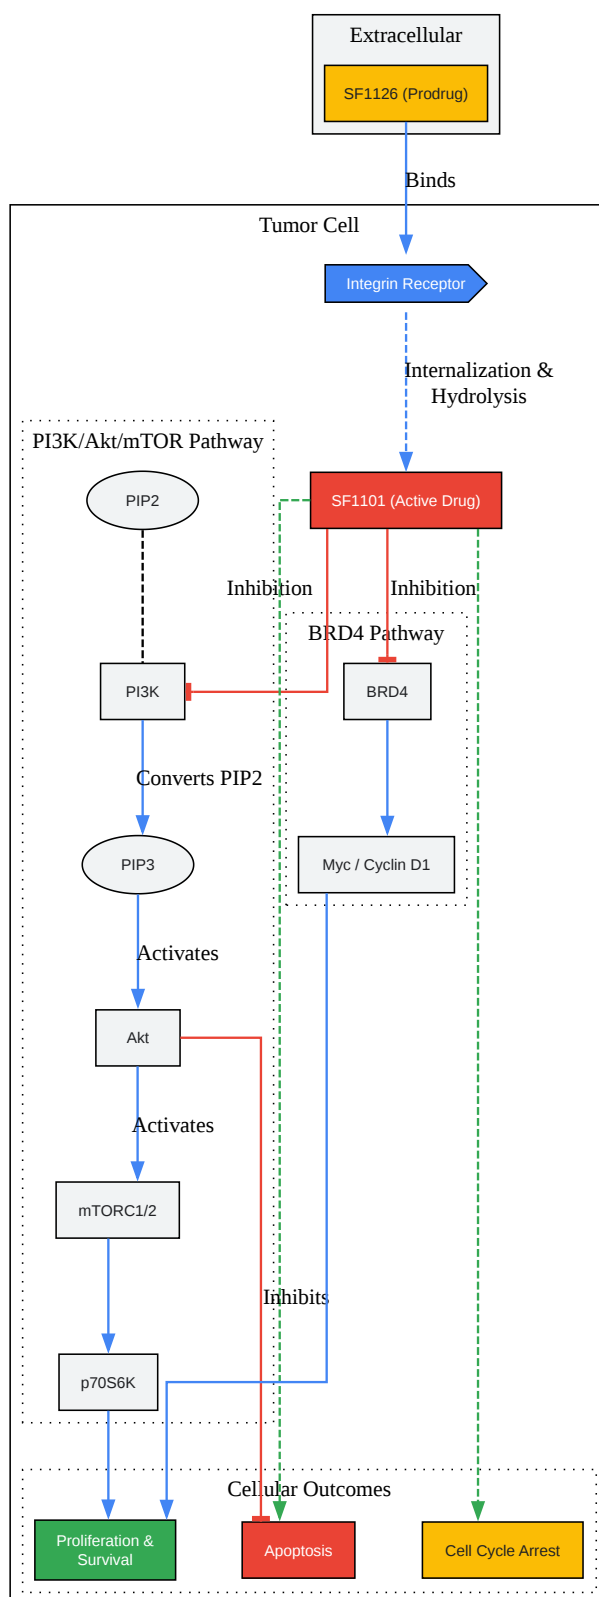 Extracellular
SF1126 (Prodrug)
Binds
Tumor Cell
Integrin Receptor
Internalization &
Hydrolysis
PI3K/Akt/mTOR Pathway
PIP2
SF1101 (Active Drug)
Inhibition
Inhibition
BRD4 Pathway
PI3K
BRD4
Converts PIP2
PIP3
Myc / Cyclin D1
Activates
Akt
Activates
mTORC1/2
Inhibits
p70S6K
Cellular Outcomes
Proliferation &
Survival
Apoptosis
Cell Cycle Arrest